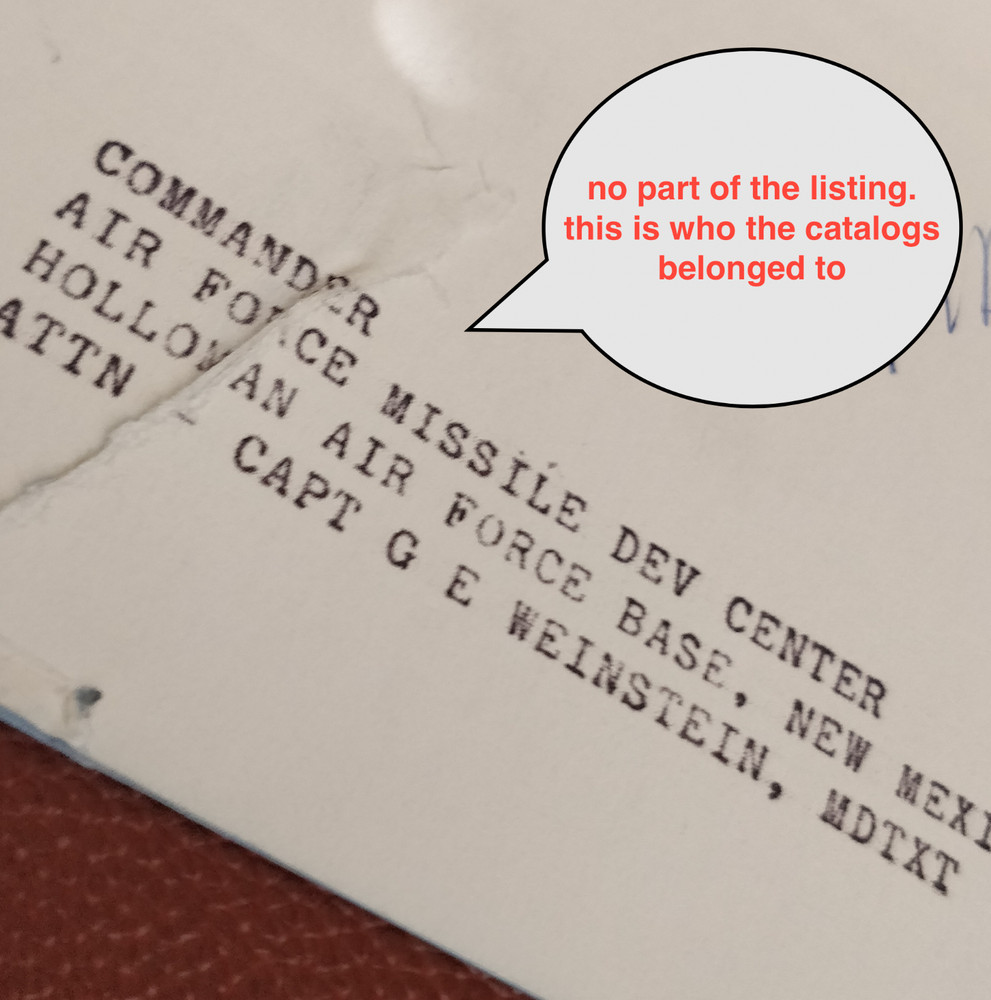 COMMANDER
AIR FORCE MISSILE DEV CENTER
HOLLOMAN AIR FORCE BASE, NEW MEXI
ATTN - CAPT G E WEINSTEIN, MDTXT
no part of the listing.
this is who the catalogs
belonged to